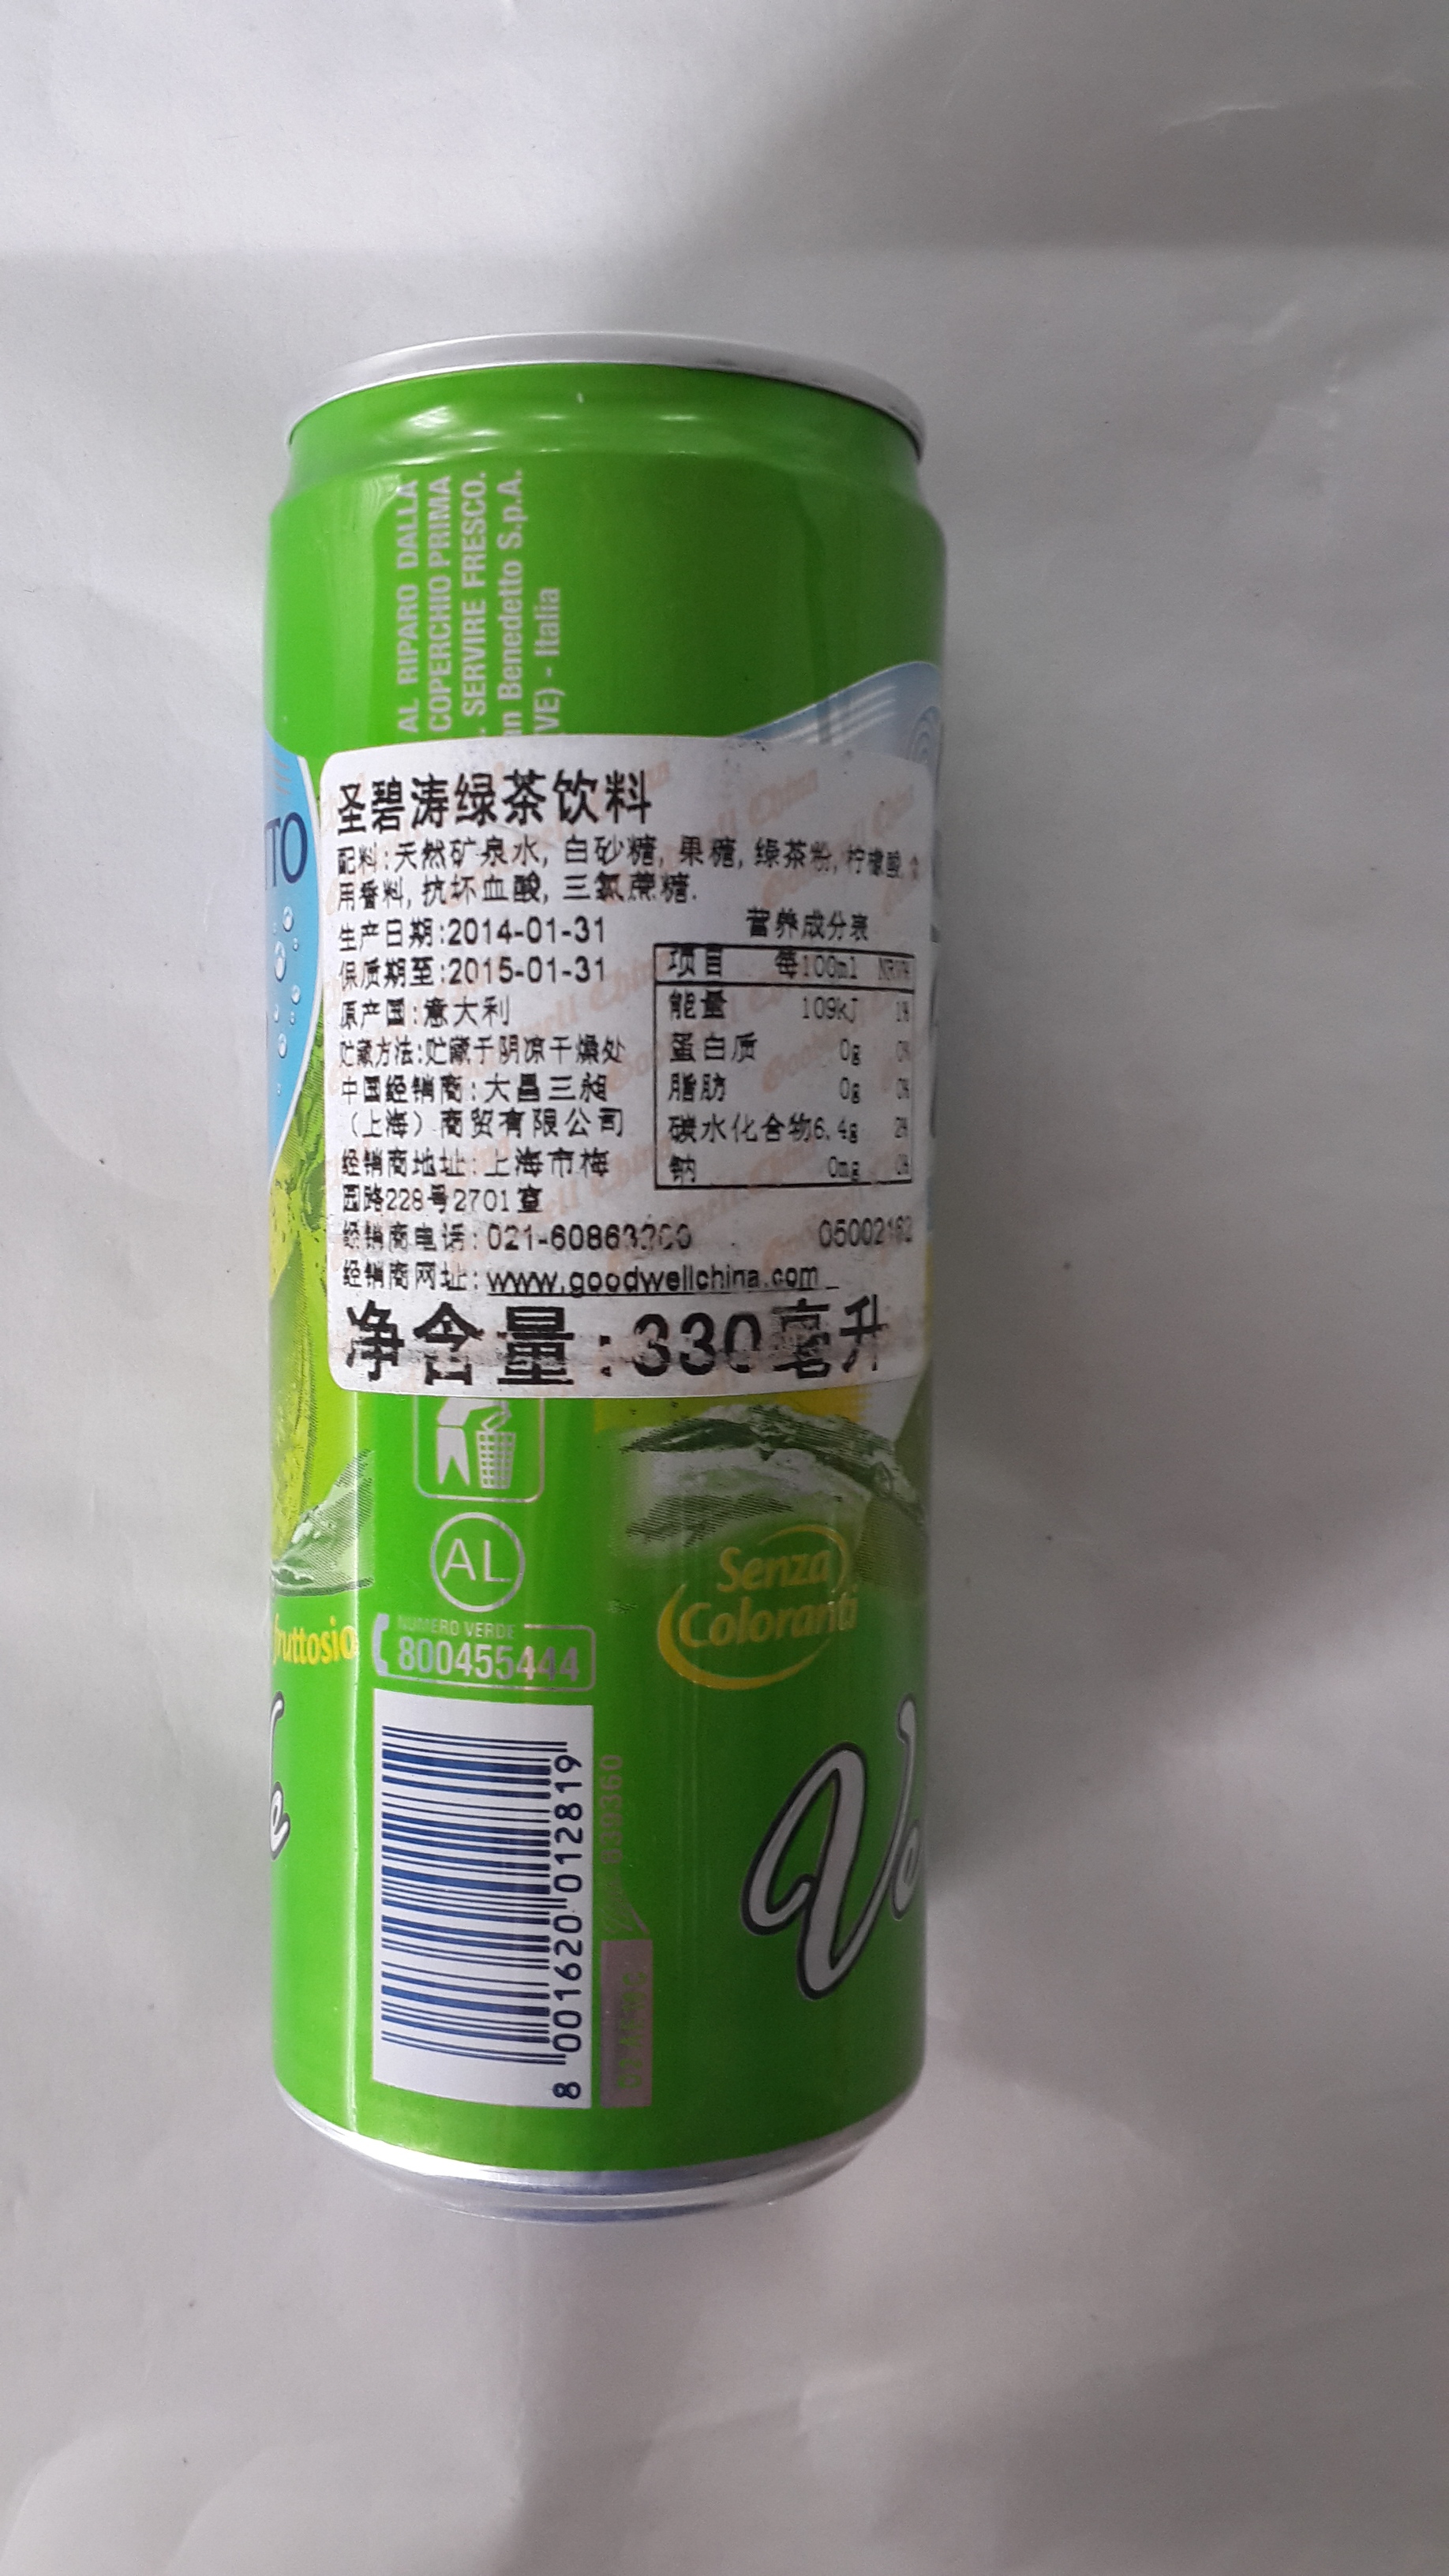 AL RIPARO DALLA
COPERCHIO PRIMA
. SERVIRE FRESCO.
n Benedetto S.p.A.
VE) - Italia
TO
圣碧涛绿茶饮料
配料:天然矿泉水, 白砂糖, 果糖, 绿茶粉, 柠檬酸, 食
用香料, 抗坏血酸, 三氯蔗糖.
生产日期:2014-01-31
保质期至:2015-01-31
原产国:意大利
贮藏方法:贮藏于阴凉干燥处
中国经销商:大昌三昶
(上海)商贸有限公司
经销商地址:上海市梅
园路228号2701室
营养成分表
项目 每100ml NRV%
能量 109kJ 1%
蛋白质 0g 0%
脂肪 0g 0%
碳水化合物6.4g 2%
钠 0mg 0%
经销商电话: 021-60863
经销商网址: www.goodwellchina.com
净含量:330毫升
AL
fruttosio
NUMERO VERDE
800455444
Senza
Coloranti
Ve
8 001620 012819